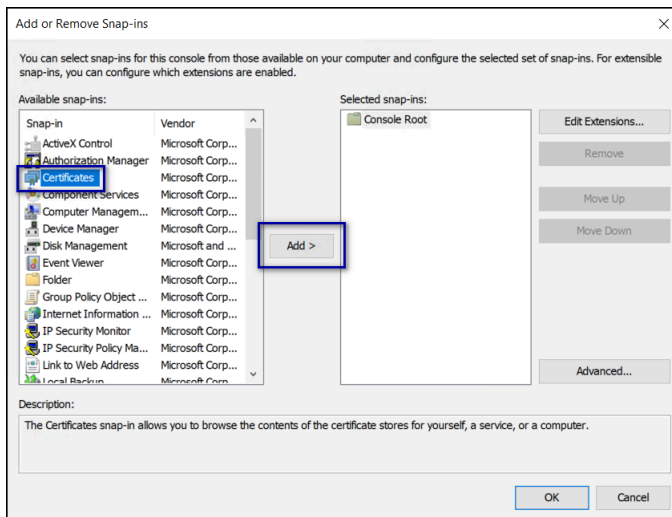 Add or Remove Snap-ins
You can select snap-ins for this console from those available on your computer and configure the selected set of snap-ins. For extensible
snap-ins, you can configure which extensions are enabled.
Available snap-ins:
Snap-in Vendor
ActiveX Control Microsoft Corp...
Authorization Manager Microsoft Corp...
Certificates Microsoft Corp...
Component Services Microsoft Corp...
Computer Managem... Microsoft Corp...
Device Manager Microsoft Corp...
Disk Management Microsoft and ...
Event Viewer Microsoft Corp...
Folder Microsoft Corp...
Group Policy Object ... Microsoft Corp...
Internet Information ... Microsoft Corp...
IP Security Monitor Microsoft Corp...
IP Security Policy Ma... Microsoft Corp...
Link to Web Address Microsoft Corp...
Local Backup Microsoft Corp...
Add >
Selected snap-ins:
Console Root
Edit Extensions...
Remove
Move Up
Move Down
Advanced...
Description:
The Certificates snap-in allows you to browse the contents of the certificate stores for yourself, a service, or a computer.
OK Cancel